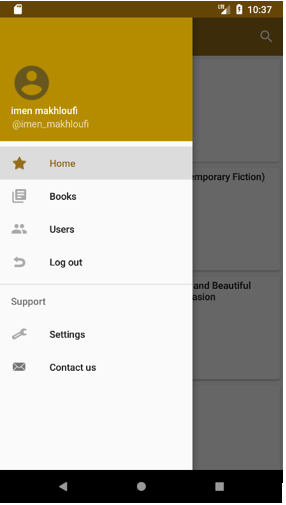 10:37
imen makhloufi
@imen_makhloufi
Home
Books
Users
Log out
Support
Settings
Contact us
emporary Fiction)
and Beautiful
asion